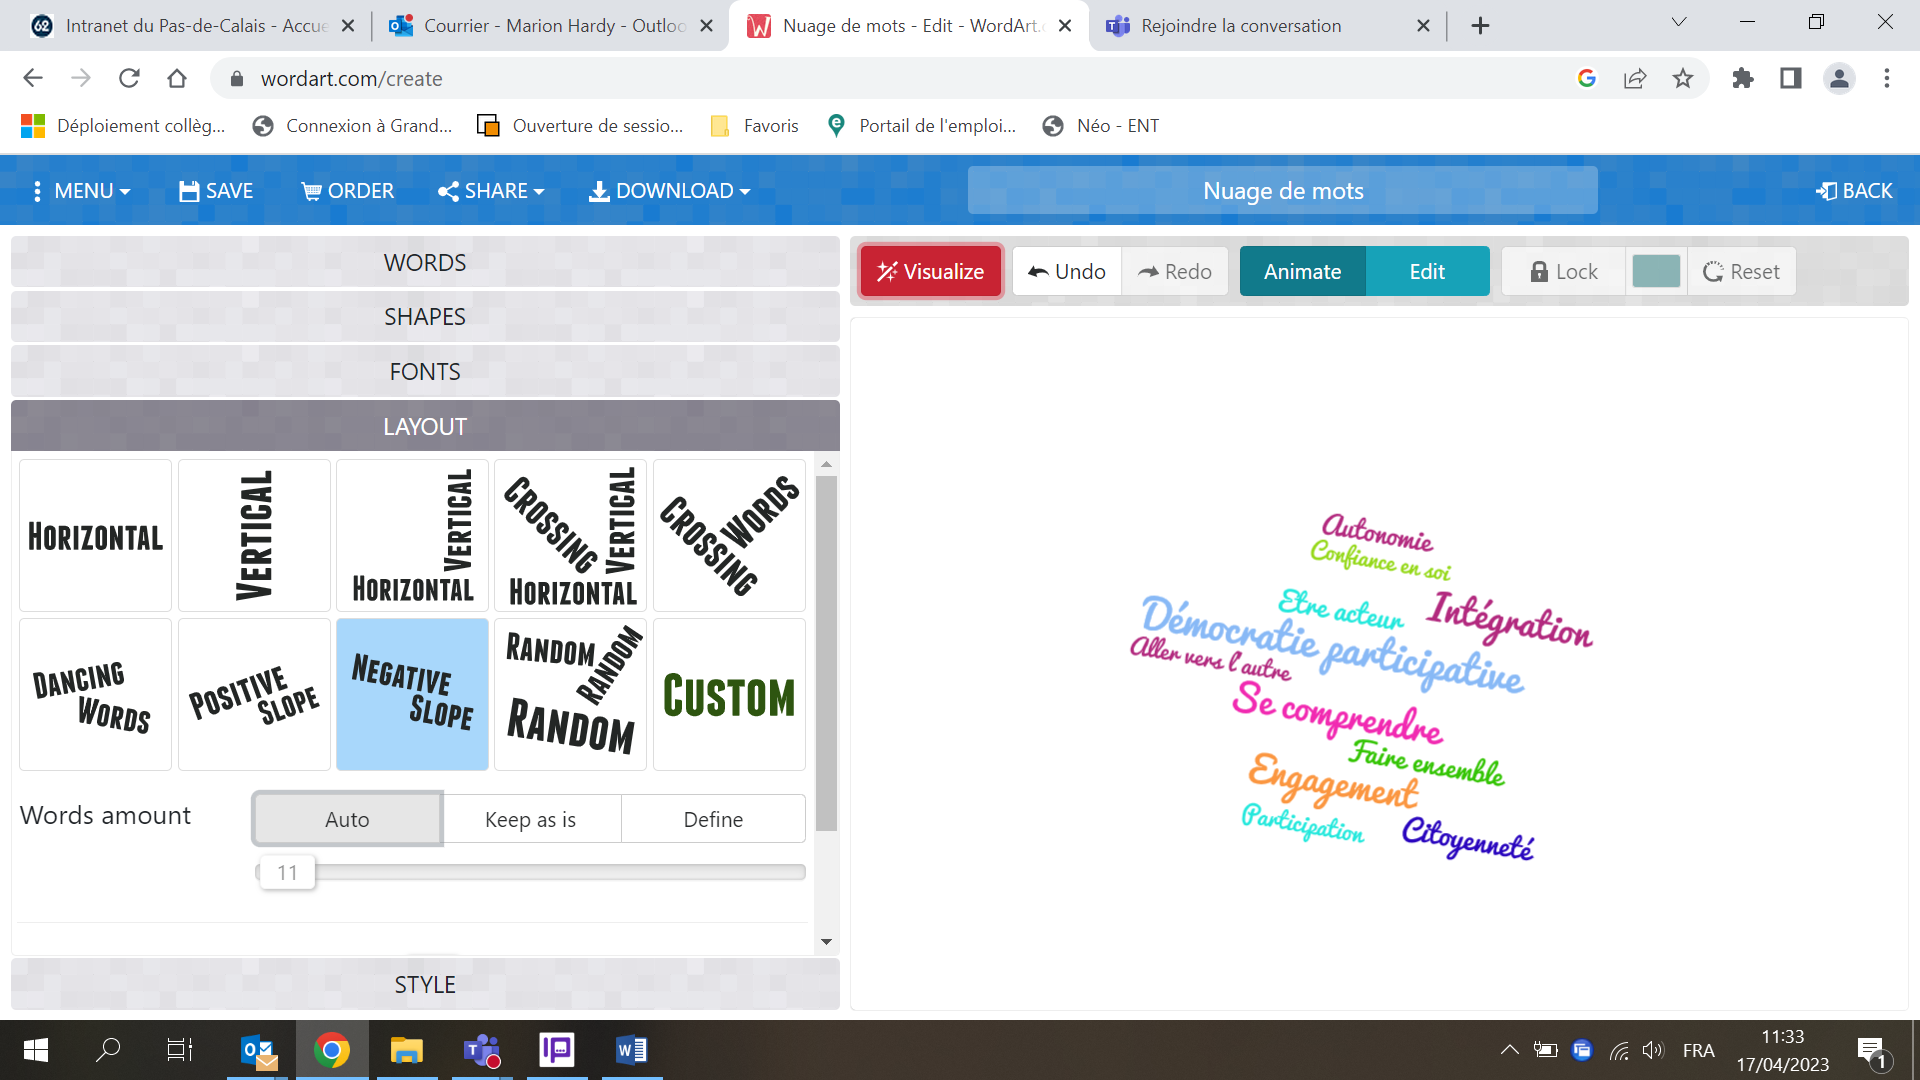 Intranet du Pas-de-Calais - Accue
Courrier - Marion Hardy - Outloo
Nuage de mots - Edit - WordArt.
Rejoindre la conversation
wordart.com/create
Déploiement collèg...
Connexion à Grand...
Ouverture de sessio...
Favoris
Portail de l'emploi...
Néo - ENT
MENU
SAVE
ORDER
SHARE
DOWNLOAD
Nuage de mots
BACK
WORDS
SHAPES
FONTS
LAYOUT
HORIZONTAL
VERTICAL
VERTICAL
HORIZONTAL
CROSSING
VERTICAL
HORIZONTAL
CROSSING
WORDS
DANCING
WORDS
POSITIVE
SLOPE
NEGATIVE
SLOPE
RANDOM
RANDOM
RANDOM
CUSTOM
Words amount
Auto
Keep as is
Define
11
STYLE
Visualize
Undo
Redo
Animate
Edit
Lock
Reset
Autonomie
Confiance en soi
Etre acteur
Intégration
Démocratie participative
Aller vers l'autre
Se comprendre
Faire ensemble
Engagement
Participation
Citoyenneté
FRA
11:33
17/04/2023
1